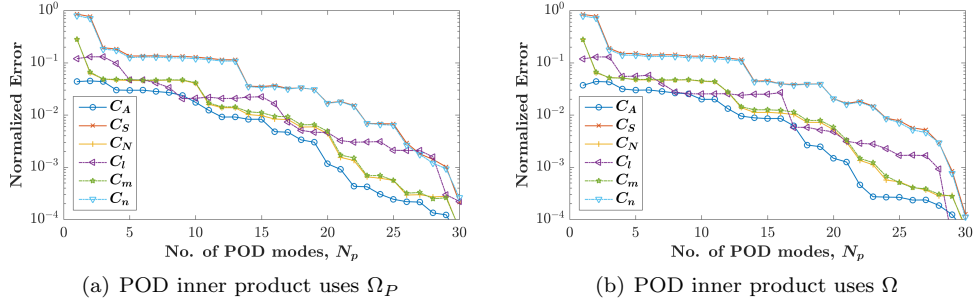 10^0
10^-1
10^-2
10^-3
10^-4
Normalized Error
C_A
C_S
C_N
C_l
C_m
C_n
0 5 10 15 20 25 30
No. of POD modes, N_p
(a) POD inner product uses Ω_P
10^0
10^-1
10^-2
10^-3
10^-4
Normalized Error
C_A
C_S
C_N
C_l
C_m
C_n
0 5 10 15 20 25 30
No. of POD modes, N_p
(b) POD inner product uses Ω